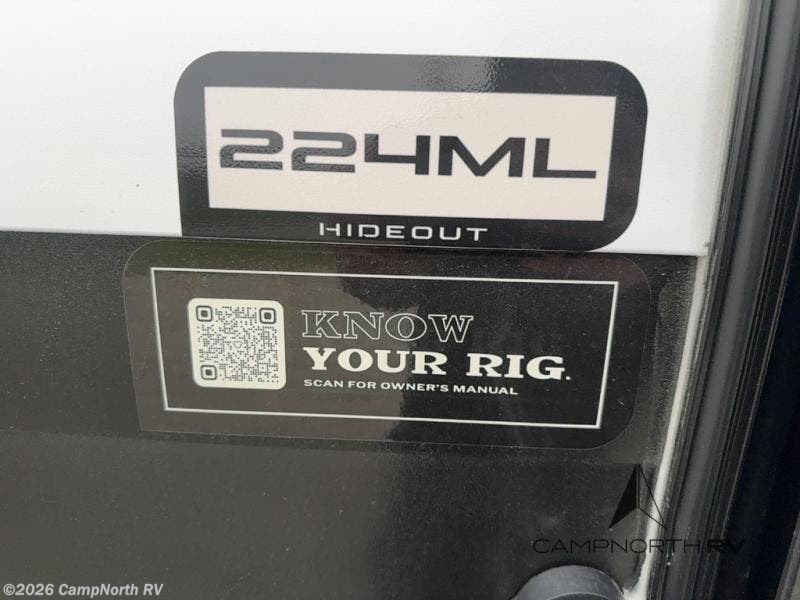 224ML
HIDEOUT
KNOW
YOUR RIG.
SCAN FOR OWNER'S MANUAL
CAMPNORTH RV
©2026 CampNorth RV